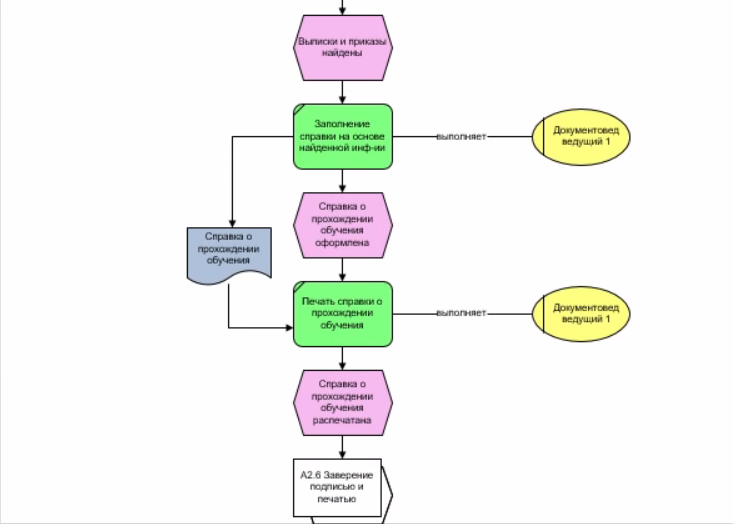 Выписки и приказы
найдены
Заполнение
справки на основе
найденной инф-ии
выполняет
Документовед
ведущий 1
Справка о
прохождении
обучения
оформлена
Справка о
прохождении
обучения
Печать справки о
прохождении
обучения
выполняет
Документовед
ведущий 1
Справка о
прохождении
обучения
распечатана
А2.6 Заверение
подписью и
печатью